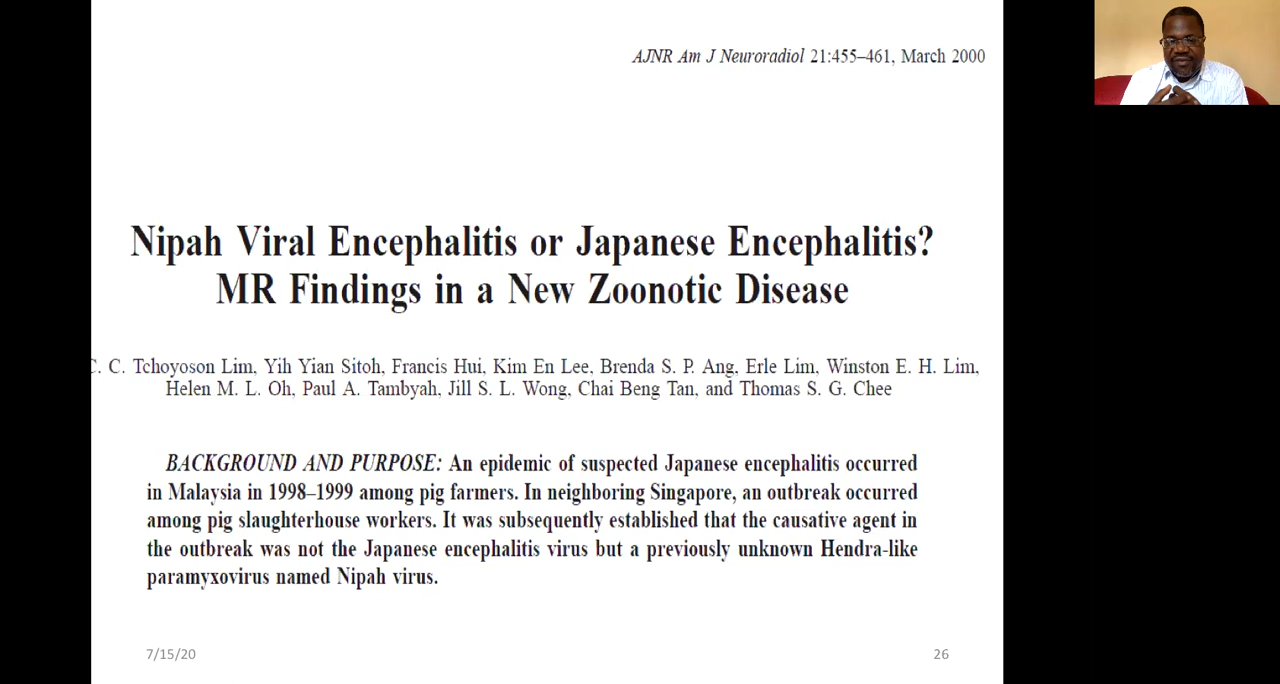 AJNR Am J Neuroradiol 21:455–461, March 2000
Nipah Viral Encephalitis or Japanese Encephalitis?
MR Findings in a New Zoonotic Disease
C. C. Tchoyoson Lim, Yih Yian Sitoh, Francis Hui, Kim En Lee, Brenda S. P. Ang, Erle Lim, Winston E. H. Lim,
Helen M. L. Oh, Paul A. Tambyah, Jill S. L. Wong, Chai Beng Tan, and Thomas S. G. Chee
BACKGROUND AND PURPOSE: An epidemic of suspected Japanese encephalitis occurred
in Malaysia in 1998–1999 among pig farmers. In neighboring Singapore, an outbreak occurred
among pig slaughterhouse workers. It was subsequently established that the causative agent in
the outbreak was not the Japanese encephalitis virus but a previously unknown Hendra-like
paramyxovirus named Nipah virus.
7/15/20
26